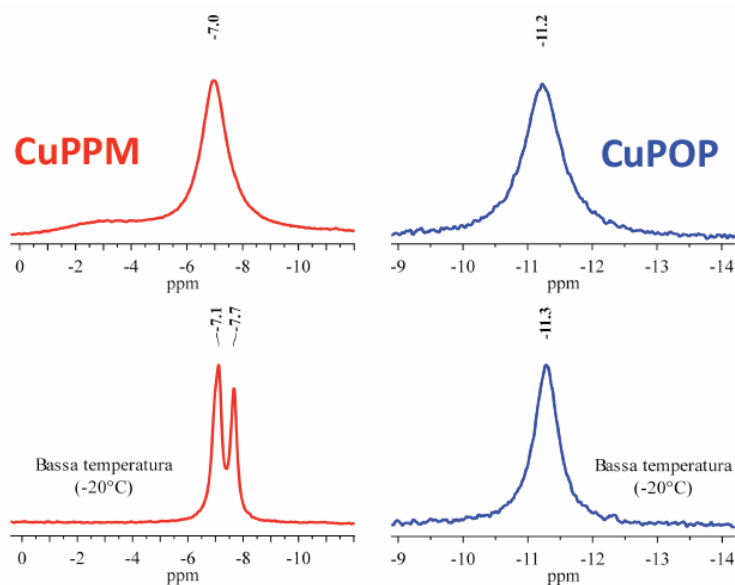 -7.0
-11.2
CuPPM
CuPOP
0 -2 -4 -6 -8 -10
ppm
-9 -10 -11 -12 -13 -14
ppm
-7.1
-7.7
-11.3
Bassa temperatura
(-20°C)
Bassa temperatura
(-20°C)
0 -2 -4 -6 -8 -10
ppm
-9 -10 -11 -12 -13 -14
ppm